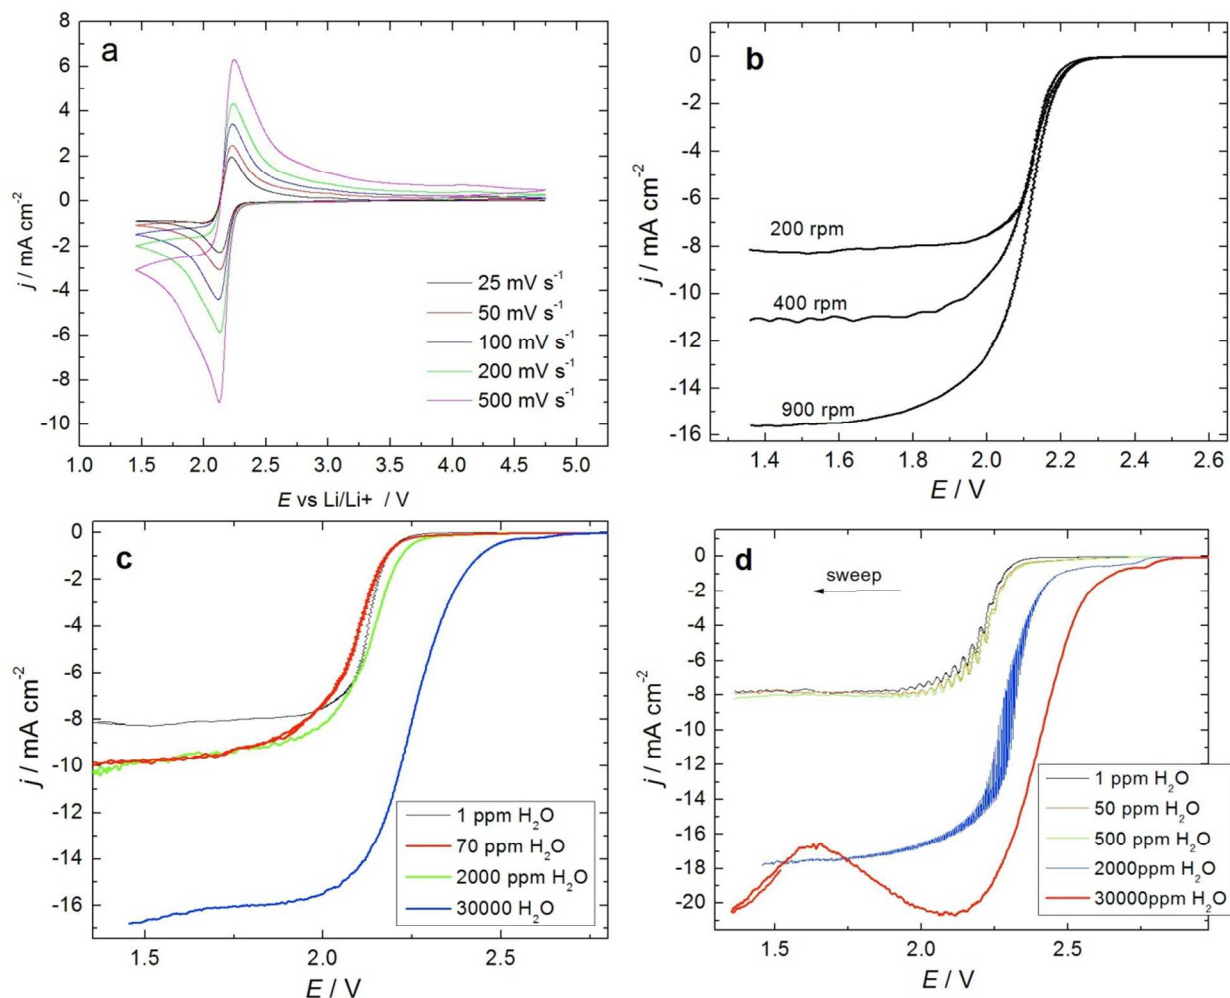 a
8
6
4
2
0
-2
-4
-6
-8
-10
j / mA cm⁻²
25 mV s⁻¹
50 mV s⁻¹
100 mV s⁻¹
200 mV s⁻¹
500 mV s⁻¹
1.0 1.5 2.0 2.5 3.0 3.5 4.0 4.5 5.0
E vs Li/Li+ / V
b
0
-2
-4
-6
-8
-10
-12
-14
-16
j / mA cm⁻²
200 rpm
400 rpm
900 rpm
1.4 1.6 1.8 2.0 2.2 2.4 2.6
E / V
c
0
-2
-4
-6
-8
-10
-12
-14
-16
j / mA cm⁻²
1 ppm H₂O
70 ppm H₂O
2000 ppm H₂O
30000 H₂O
1.5 2.0 2.5
E / V
d
sweep
0
-2
-4
-6
-8
-10
-12
-14
-16
-18
-20
j / mA cm⁻²
1 ppm H₂O
50 ppm H₂O
500 ppm H₂O
2000ppm H₂O
30000ppm H₂O
1.5 2.0 2.5
E / V